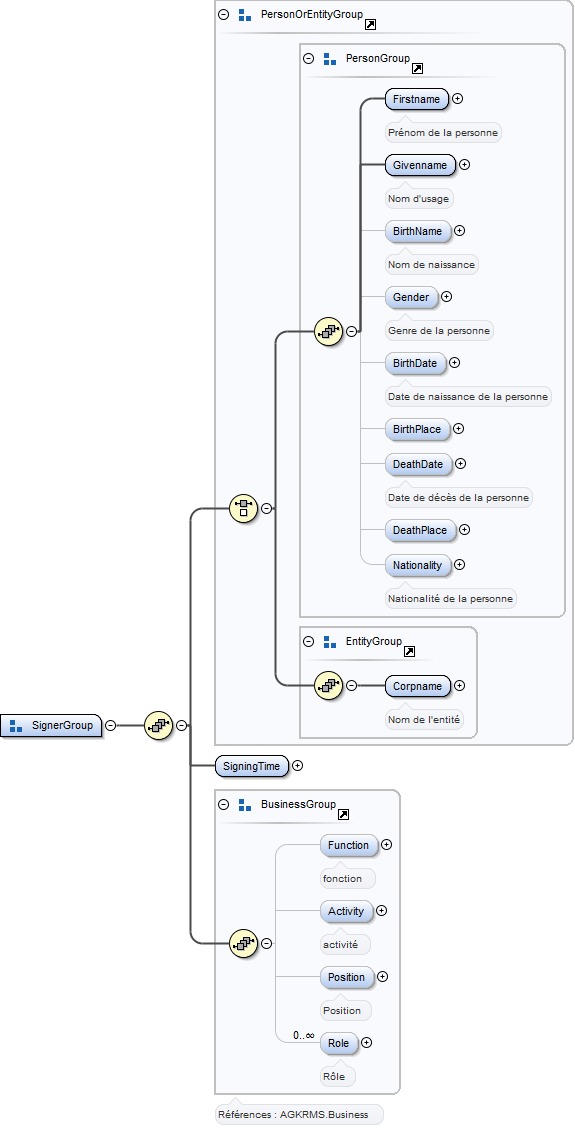 PersonOrEntityGroup
PersonGroup
Firstname
Prénom de la personne
Givenname
Nom d'usage
BirthName
Nom de naissance
Gender
Genre de la personne
BirthDate
Date de naissance de la personne
BirthPlace
DeathDate
Date de décès de la personne
DeathPlace
Nationality
Nationalité de la personne
EntityGroup
Corpname
Nom de l'entité
SignerGroup
SigningTime
BusinessGroup
Function
fonction
Activity
activité
Position
Position
0..∞
Role
Rôle
Références : AGKRMS.Business